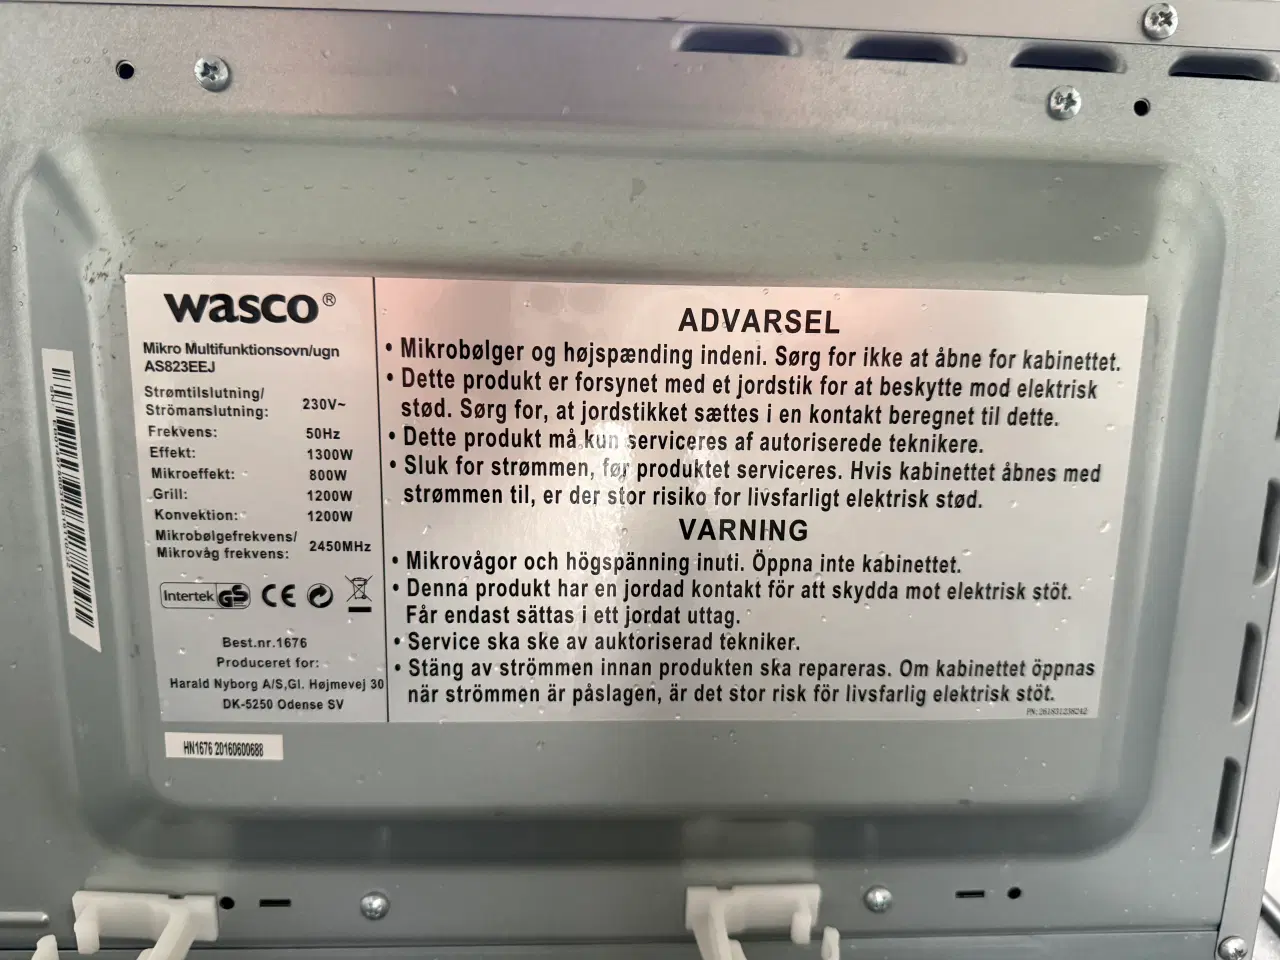 wasco®
Mikro Multifunktionsovn/ugn
AS823EEJ
Strømtilslutning/
Strömanslutning: 230V~
Frekvens: 50Hz
Effekt: 1300W
Mikroeffekt: 800W
Grill: 1200W
Konvektion: 1200W
Mikrobølgefrekvens/
Mikrovåg frekvens: 2450MHz
Intertek GS CE
Best.nr.1676
Produceret for:
Harald Nyborg A/S,Gl. Højmevej 30
DK-5250 Odense SV
ADVARSEL
• Mikrobølger og højspænding indeni. Sørg for ikke at åbne for kabinettet.
• Dette produkt er forsynet med et jordstik for at beskytte mod elektrisk
stød. Sørg for, at jordstikket sættes i en kontakt beregnet til dette.
• Dette produkt må kun serviceres af autoriserede teknikere.
• Sluk for strømmen, før produktet serviceres. Hvis kabinettet åbnes med
strømmen til, er der stor risiko for livsfarligt elektrisk stød.
VARNING
• Mikrovågor och högspänning inuti. Öppna inte kabinettet.
• Denna produkt har en jordad kontakt för att skydda mot elektrisk stöt.
Får endast sättas i ett jordat uttag.
• Service ska ske av auktoriserad tekniker.
• Stäng av strömmen innan produkten ska repareras. Om kabinettet öppnas
när strömmen är påslagen, är det stor risk för livsfarlig elektrisk stöt.
PN:261831238242
HN1676 20160600688